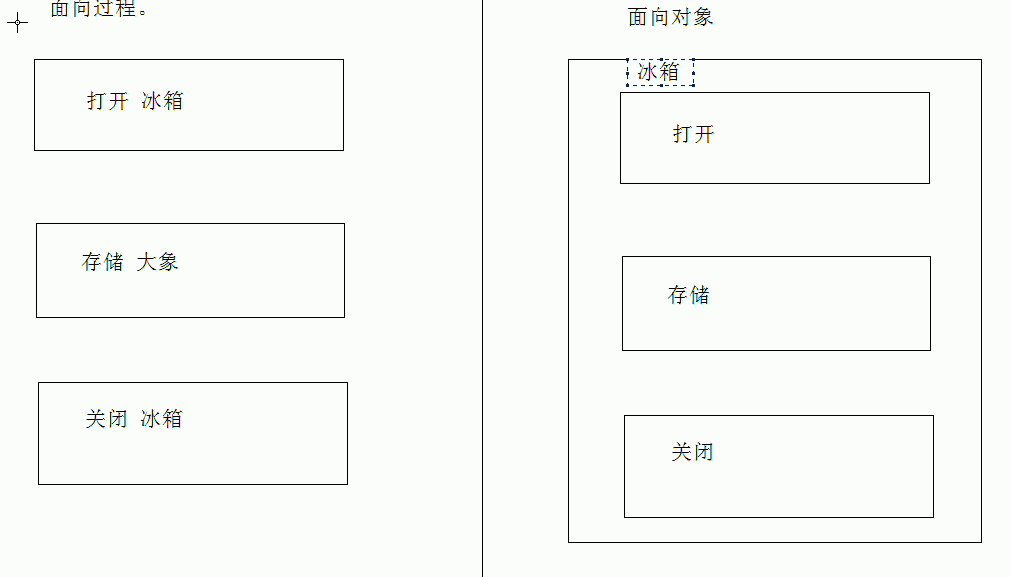 面向过程。
打开 冰箱
存储 大象
关闭 冰箱
面向对象
冰箱
打开
存储
关闭